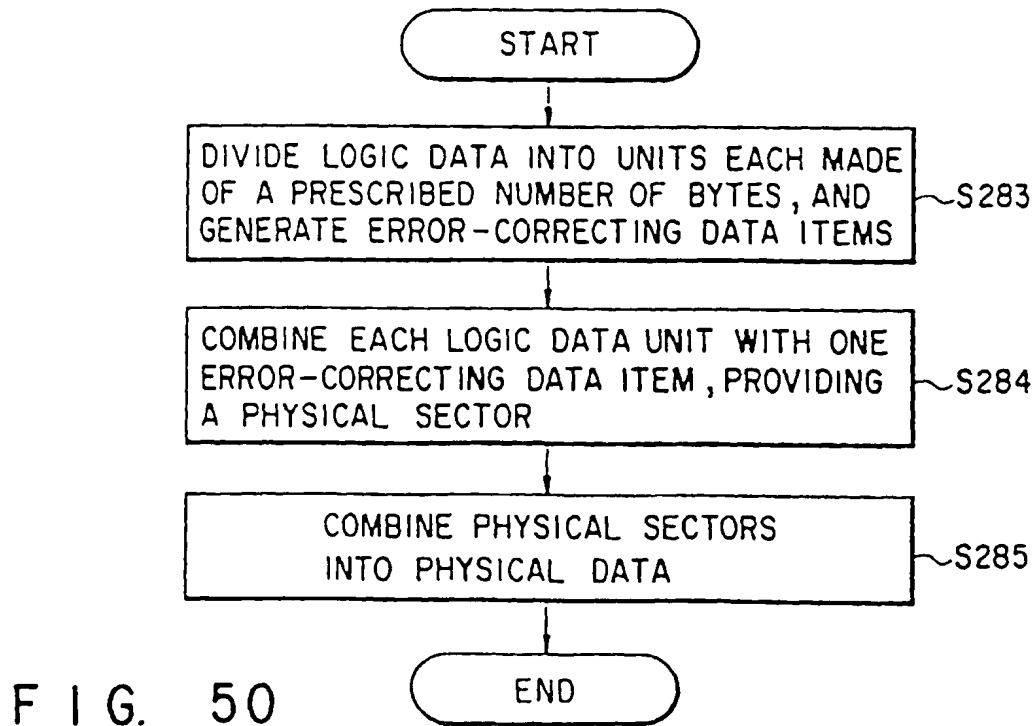 START
DIVIDE LOGIC DATA INTO UNITS EACH MADE
OF A PRESCRIBED NUMBER OF BYTES, AND
GENERATE ERROR-CORRECTING DATA ITEMS
S283
COMBINE EACH LOGIC DATA UNIT WITH ONE
ERROR-CORRECTING DATA ITEM, PROVIDING
A PHYSICAL SECTOR
S284
COMBINE PHYSICAL SECTORS
INTO PHYSICAL DATA
S285
END
FIG. 50